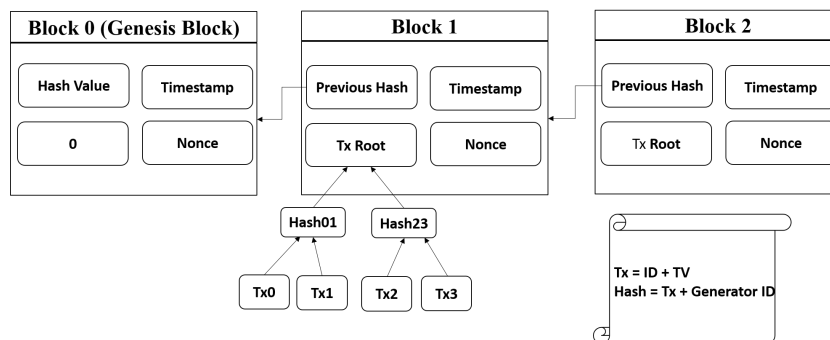 Block 0 (Genesis Block)
Hash Value
Timestamp
0
Nonce
Block 1
Previous Hash
Timestamp
Tx Root
Nonce
Block 2
Previous Hash
Timestamp
Tx Root
Nonce
Hash01
Hash23
Tx0
Tx1
Tx2
Tx3
Tx = ID + TV
Hash = Tx + Generator ID